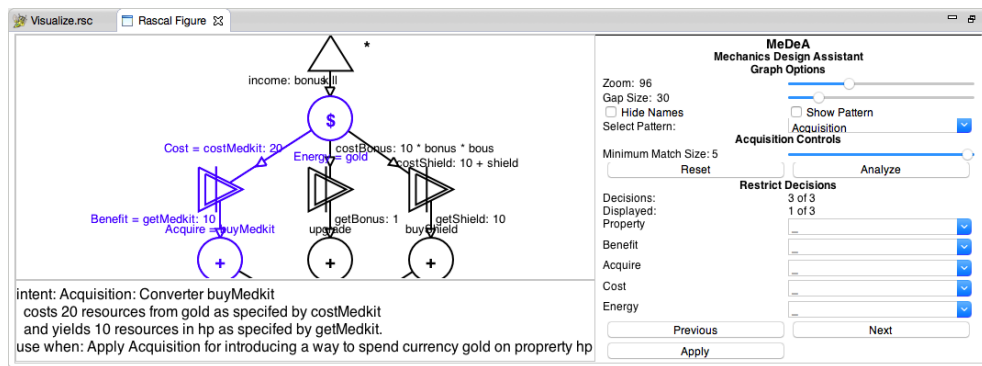 Visualize.rsc
Rascal Figure
*
income: bonuskill
$
Cost = costMedkit: 20
costBonus: 10 * bonus * bous
Energy = gold
costShield: 10 + shield
Benefit = getMedkit: 10
getBonus: 1
getShield: 10
Acquire = buyMedkit
upgrade
buyShield
+
+
+
intent: Acquisition: Converter buyMedkit
costs 20 resources from gold as specifed by costMedkit
and yields 10 resources in hp as specifed by getMedkit.
use when: Apply Acquisition for introducing a way to spend currency gold on proprerty hp
MeDeA
Mechanics Design Assistant
Graph Options
Zoom: 96
Gap Size: 30
Hide Names
Show Pattern
Select Pattern:
Acquisition
Acquisition Controls
Minimum Match Size: 5
Reset
Analyze
Restrict Decisions
Decisions:
3 of 3
Displayed:
1 of 3
Property
_
Benefit
_
Acquire
_
Cost
_
Energy
_
Previous
Next
Apply